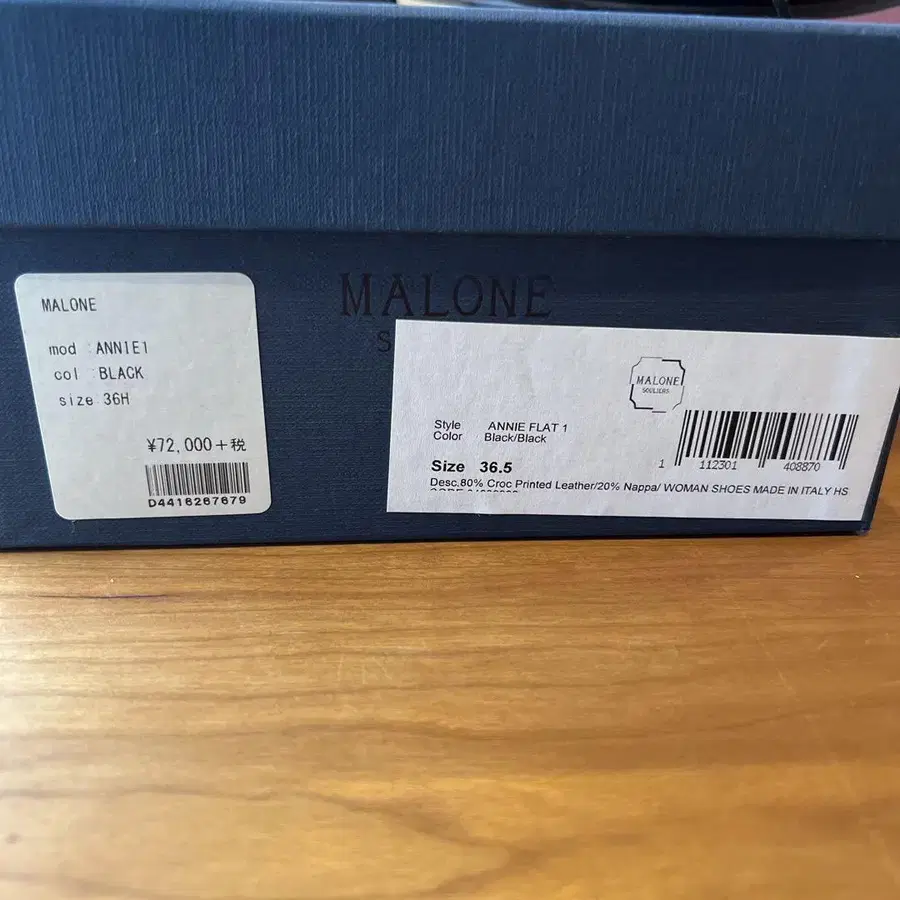 MALONE
S
MALONE
mod :ANNIE1
col :BLACK
size 36H
¥72,000+税
D4416267679
MALONE
SOULIERS
Style ANNIE FLAT 1
Color Black/Black
Size 36.5
1 112301 408870
Desc.80% Croc Printed Leather/20% Nappa/ WOMAN SHOES MADE IN ITALY HS